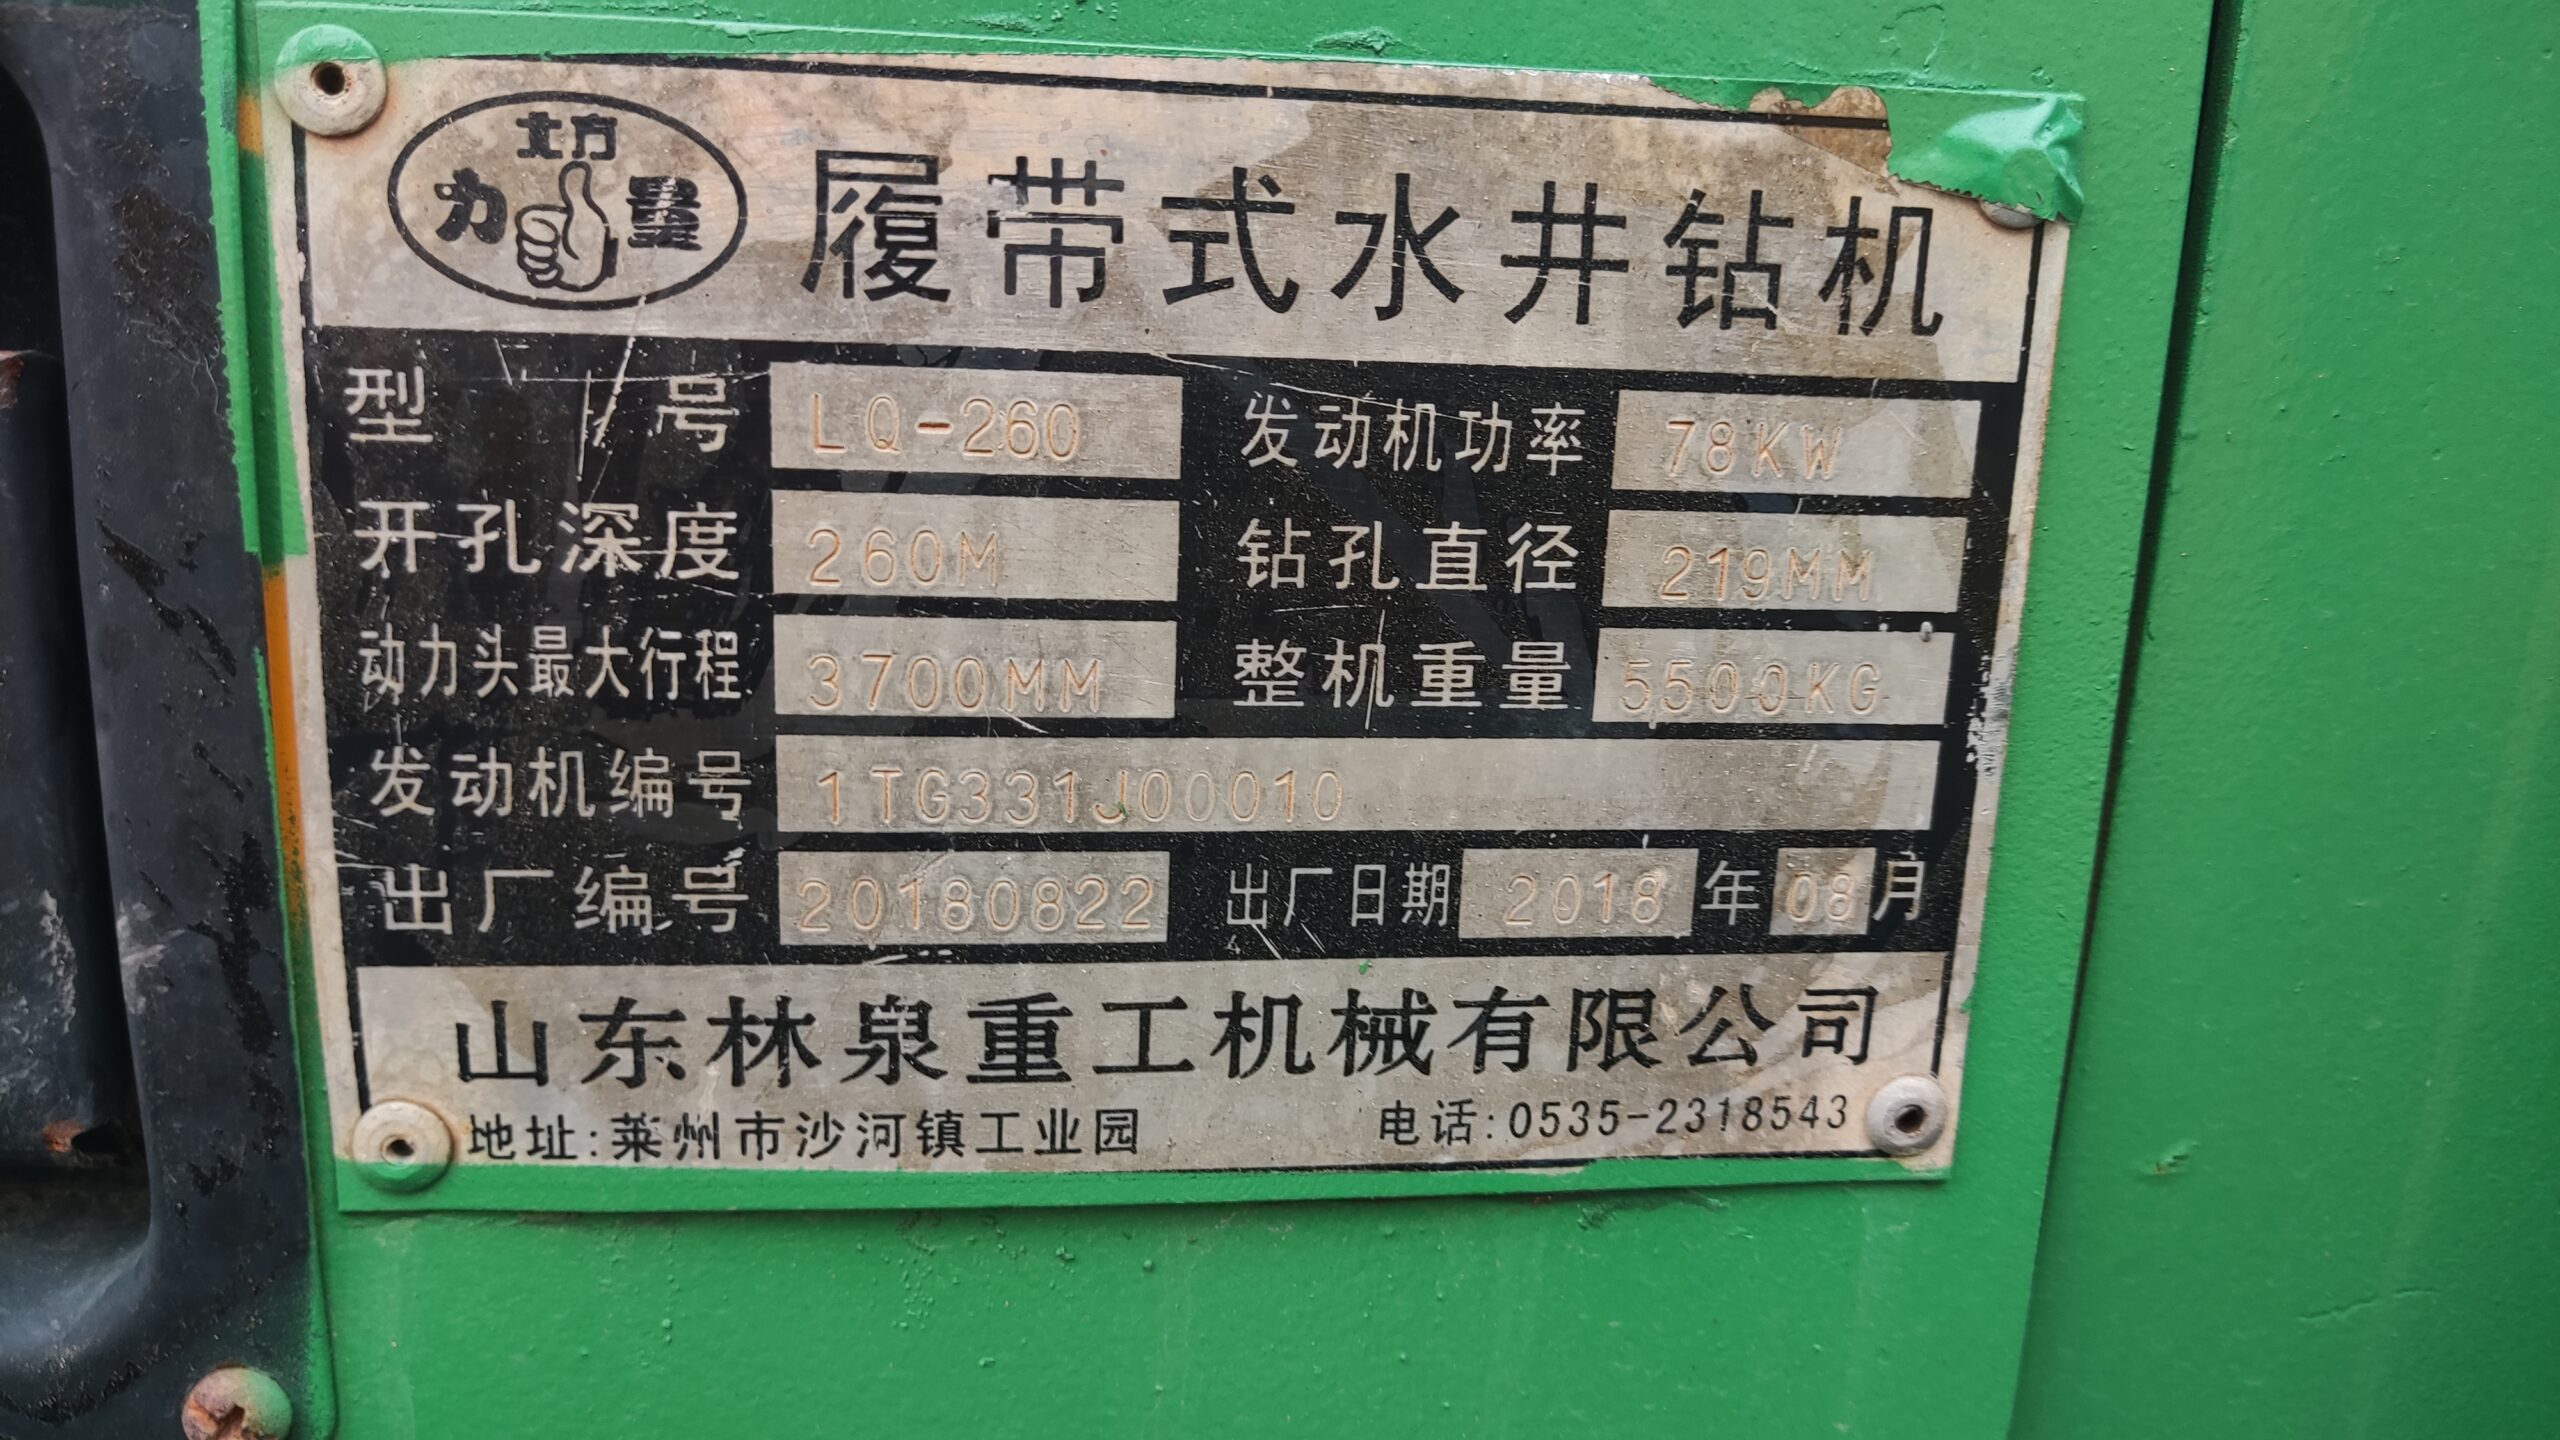 北方
力量
履带式水井钻机
型号 LQ-260 发动机功率 78KW
开孔深度 260M 钻孔直径 219MM
动力头最大行程 3700MM 整机重量 5500KG
发动机编号 1TG331J00010
出厂编号 20180822 出厂日期 2018 年 08 月
山东林泉重工机械有限公司
地址:莱州市沙河镇工业园 电话:0535-2318543